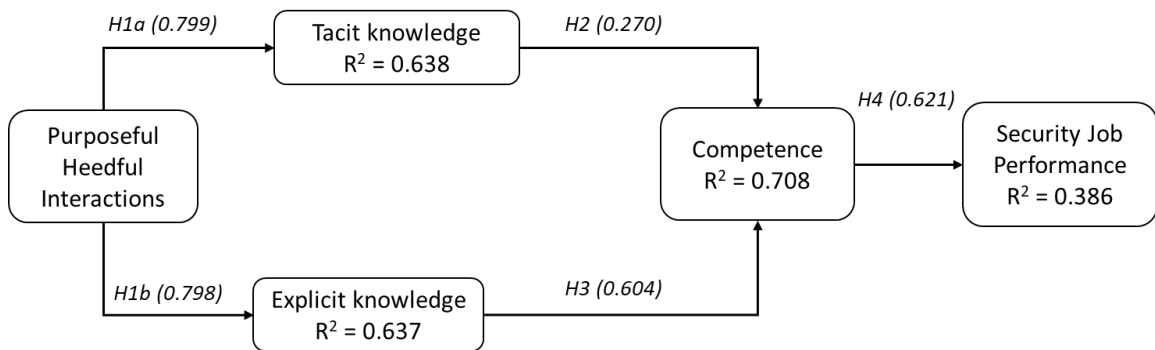 H1a (0.799)
Tacit knowledge
R² = 0.638
H2 (0.270)
Purposeful
Heedful
Interactions
Competence
R² = 0.708
H4 (0.621)
Security Job
Performance
R² = 0.386
H1b (0.798)
Explicit knowledge
R² = 0.637
H3 (0.604)